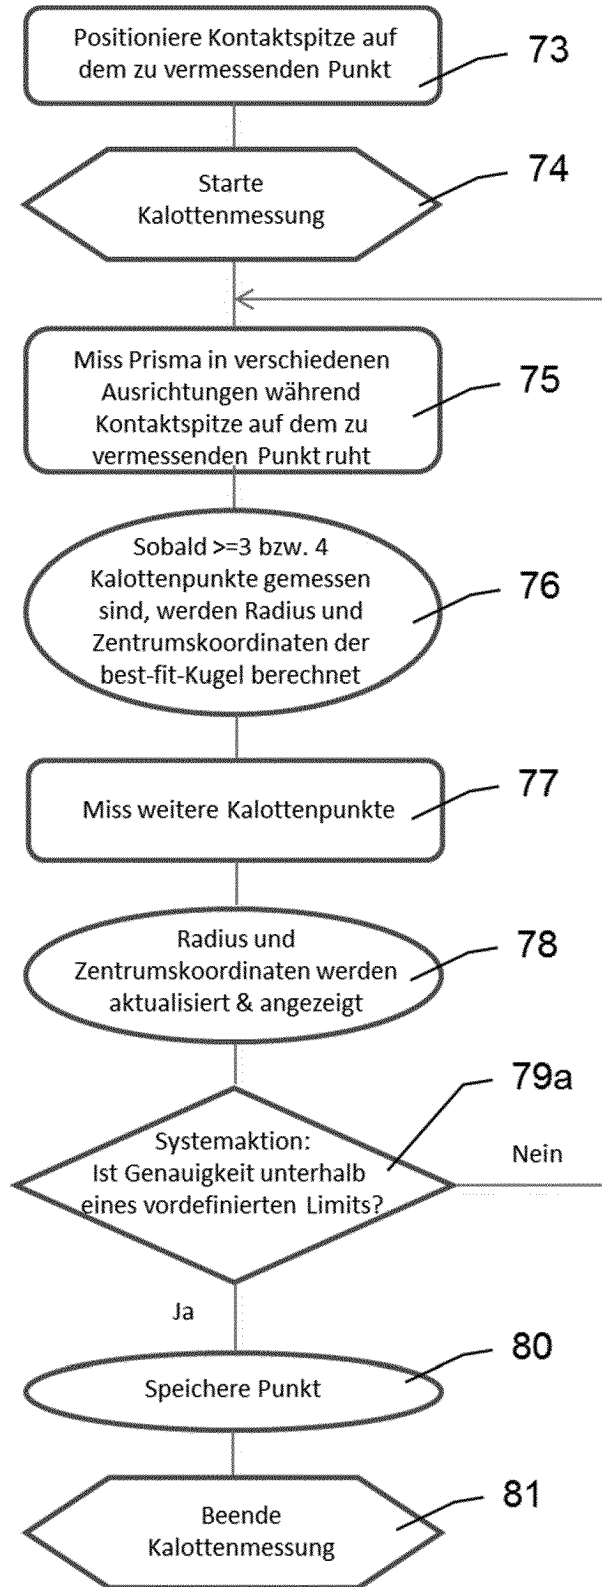 Positioniere Kontaktspitze auf
dem zu vermessenden Punkt
73
Starte
Kalottenmessung
74
Miss Prisma in verschiedenen
Ausrichtungen während
Kontaktspitze auf dem zu
vermessenden Punkt ruht
75
Sobald >=3 bzw. 4
Kalottenpunkte gemessen
sind, werden Radius und
Zentrumskoordinaten der
best-fit-Kugel berechnet
76
Miss weitere Kalottenpunkte
77
Radius und
Zentrumskoordinaten werden
aktualisiert & angezeigt
78
Systemaktion:
Ist Genauigkeit unterhalb
eines vordefinierten Limits?
79a
Nein
Ja
Speichere Punkt
80
Beende
Kalottenmessung
81